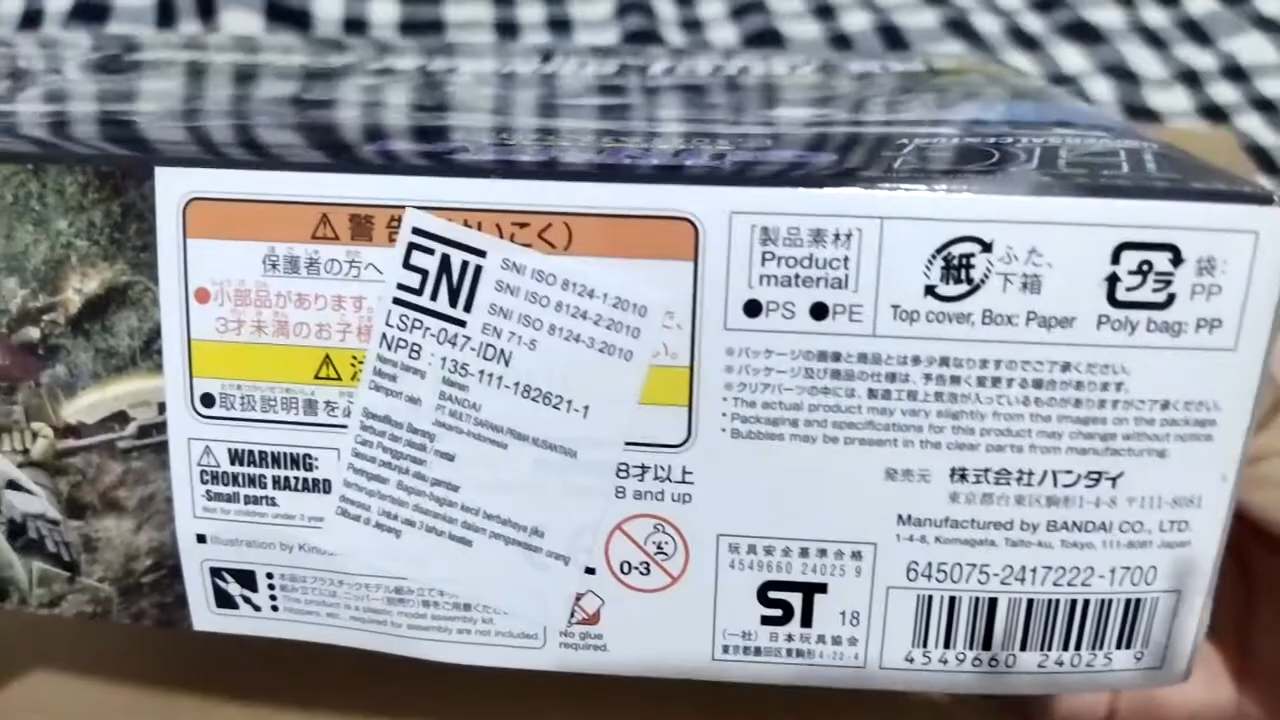 警告
いこく)
ほごしゃ かた
保護者の方へ
●小部品があります。
3才未満のお子様
●取扱説明書を
SNI
SNI ISO 8124-1:2010
SNI ISO 8124-2:2010
SNI ISO 8124-3:2010
EN 71-5
LSPr-047-IDN
NPB : 135-111-182621-1
Nama barang : Mainan
Merek : BANDAI
Diimport oleh : PT. MULTI SARANA PRIMA NUSANTARA
Jakarta-Indonesia
Spesifikasi Barang :
Terbuat dari plastik / metal
Cara Penggunaan :
Sesuai petunjuk atau gambar
Peringatan : Bagian-bagian kecil berbahaya jika
terhirup/tertelan disarankan dalam pengawasan orang
dewasa. Untuk usia 3 tahun keatas
Dibuat di Jepang
WARNING:
CHOKING HAZARD
-Small parts.
Not for children under 3 year
■Illustration by
本品はプラスチックモデル組み立てキッ
組み立てには、ニッパー(別売り)等をご用意くだ
This product is a plastic model assembly kit.
Nippers, etc., required for assembly are not included.
8才以上
8 and up
0-3
No glue
required.
[製品素材]
[Product
material]
●PS ●PE
紙
ふた、
下箱
Top cover, Box: Paper
プラ
袋:
PP
Poly bag: PP
※パッケージの画像と商品とは多少異なりますのでご了承ください。
※パッケージ及び商品の仕様は、予告無く変更する場合があります。
※クリアパーツの中には、製造工程上気泡が入っているものがありますがご了承ください。
* The actual product may vary slightly from the images on the package.
* Packaging and specifications for this product may change without notice.
* Bubbles may be present in the clear parts from manufacturing.
発売元 株式会社バンダイ
東京都台東区駒形1-4-8 〒111-8081
Manufactured by BANDAI CO., LTD.
1-4-8, Komagata, Taito-ku, Tokyo, 111-8081 Japan
645075-2417222-1700
4549660 24025 9
玩具安全基準合格
4549660 24025 9
ST 18
(一社)日本玩具協会
東京都墨田区東駒形4-22-4